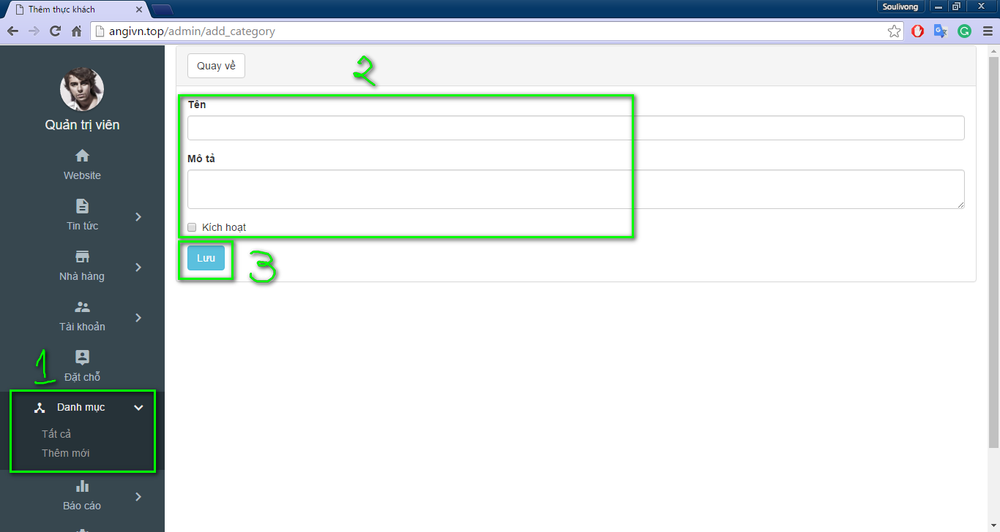 Thêm thực khách
Soulivong
angivn.top/admin/add_category
Quản trị viên
Website
Tin tức
Nhà hàng
Tài khoản
Đặt chỗ
1
Danh mục
Tất cả
Thêm mới
Báo cáo
Quay về
2
Tên
Mô tả
Kích hoạt
Lưu
3